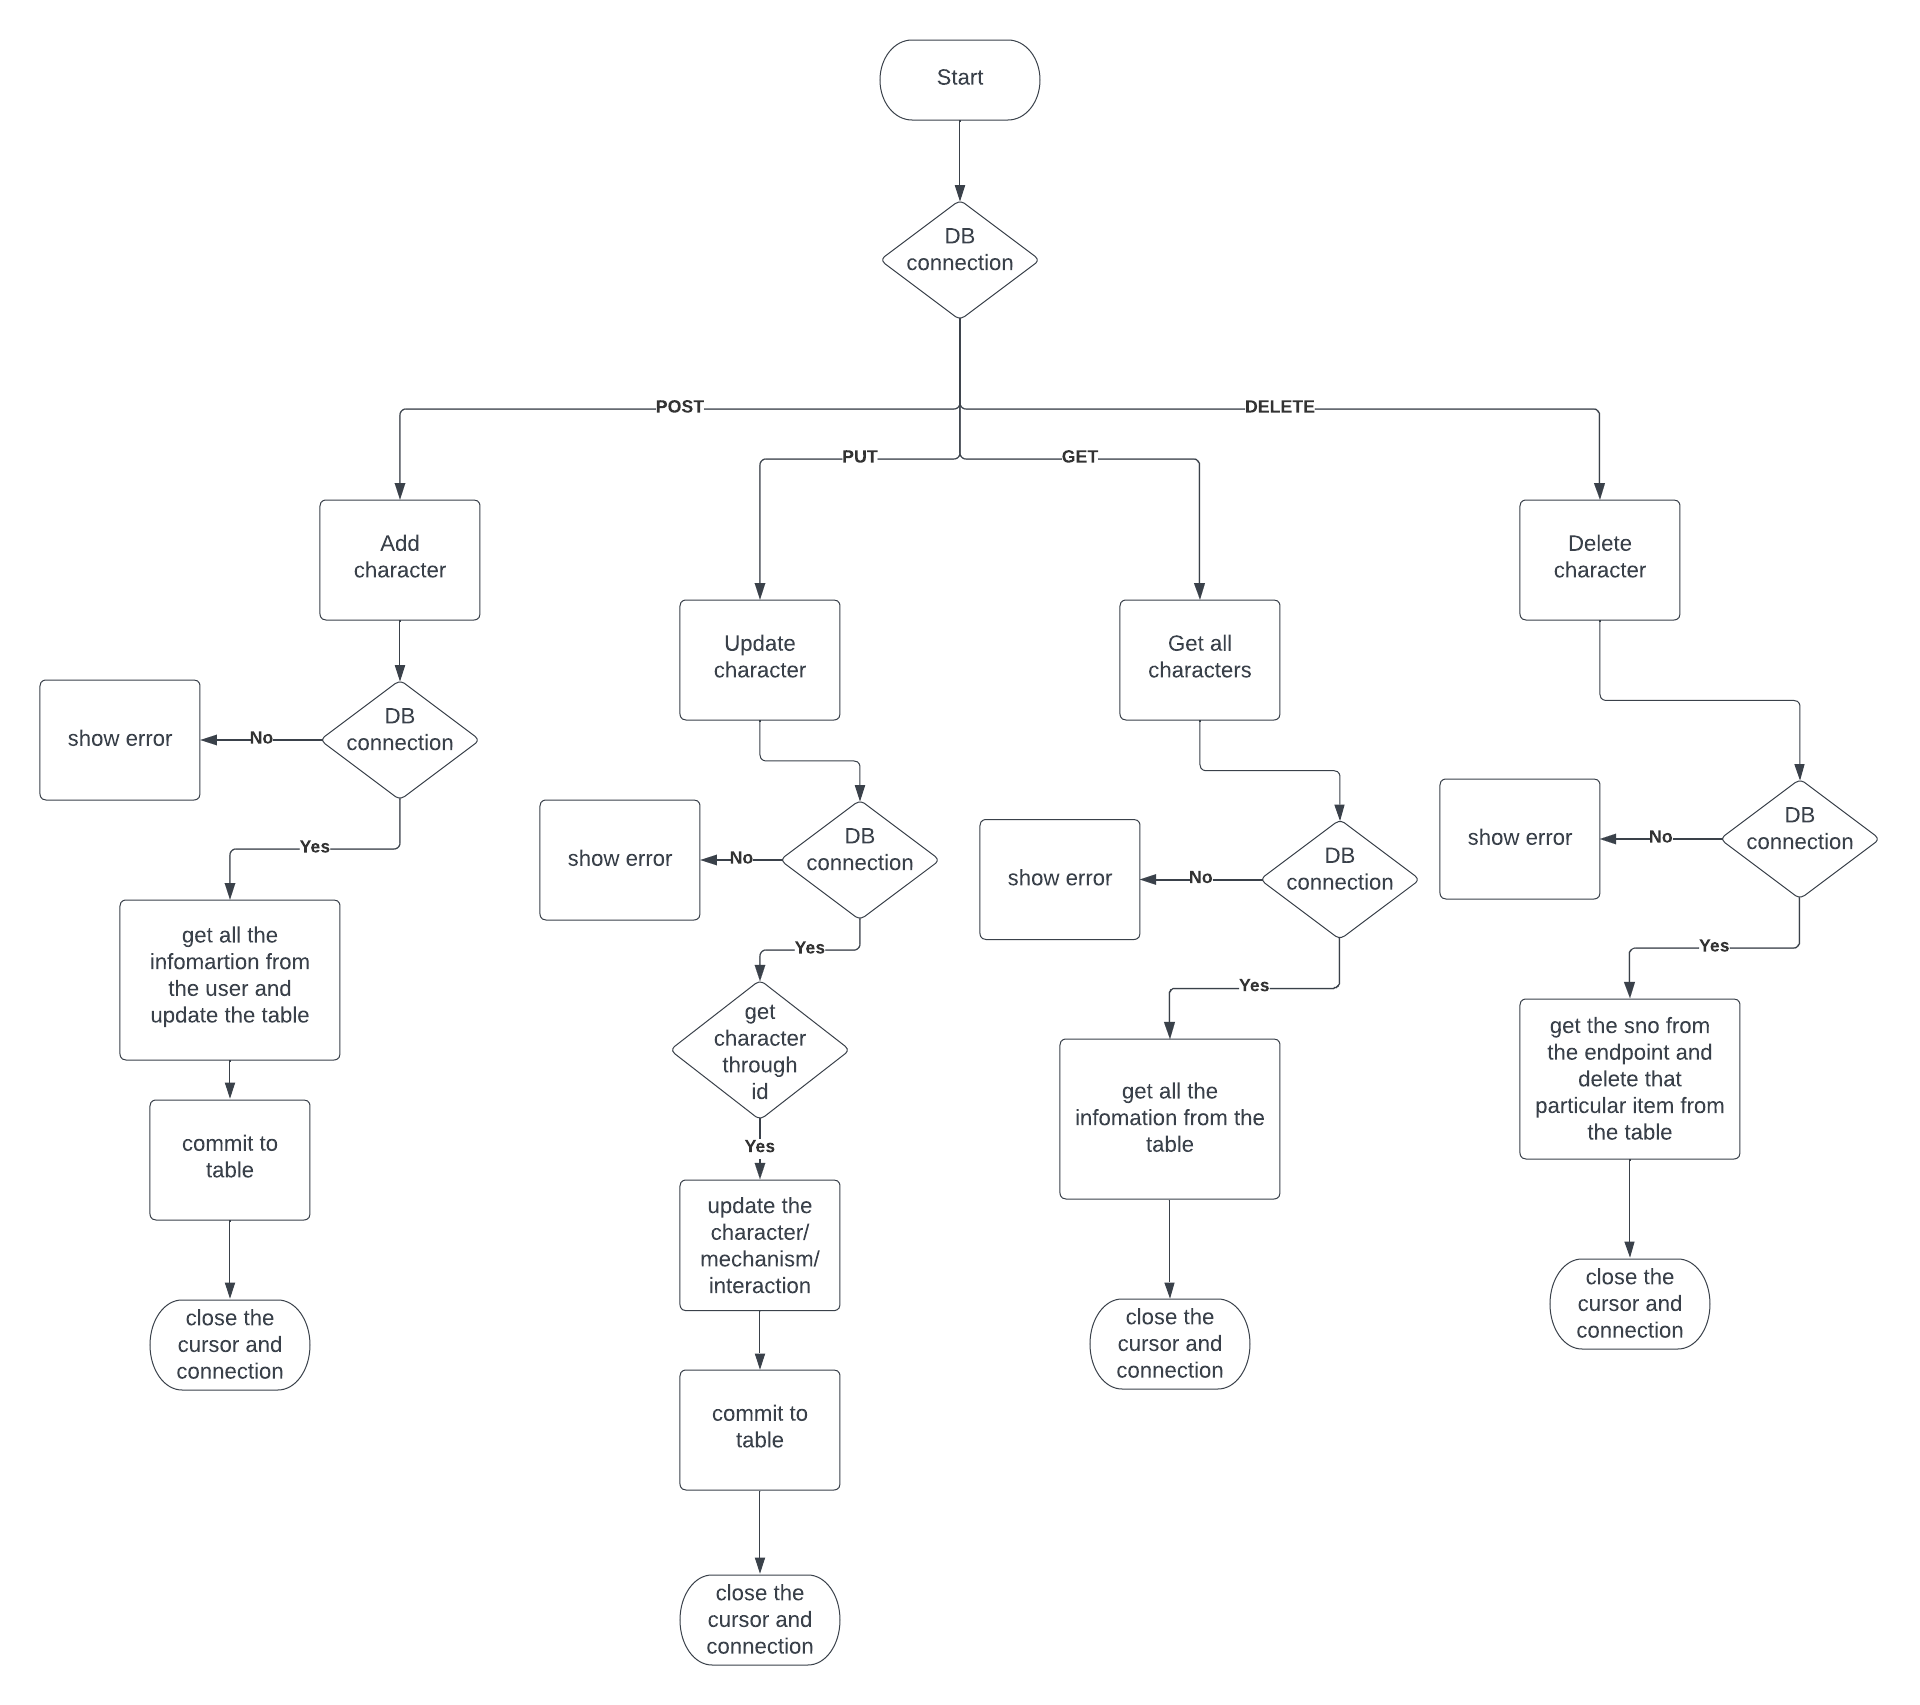 Start
DB
connection
POST
DELETE
PUT
GET
Add
character
Update
character
Get all
characters
Delete
character
DB
connection
No
show error
Yes
get all the
infomartion from
the user and
update the table
commit to
table
close the
cursor and
connection
DB
connection
No
show error
Yes
get
character
through
id
Yes
update the
character/
mechanism/
interaction
commit to
table
close the
cursor and
connection
DB
connection
No
show error
Yes
get all the
infomation from the
table
close the
cursor and
connection
DB
connection
No
show error
Yes
get the sno from
the endpoint and
delete that
particular item from
the table
close the
cursor and
connection